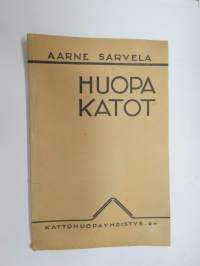 AARNE SARVELA
HUOPA
KATOT
KATTOHUOPAYHDISTYS